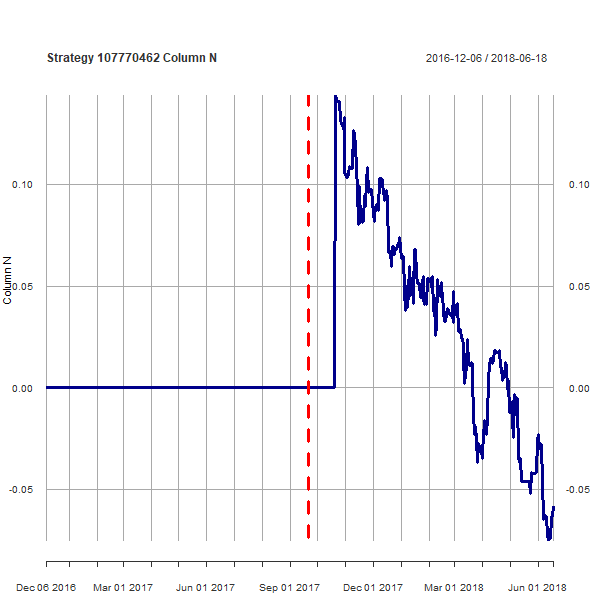 Strategy 107770462 Column N
2016-12-06 / 2018-06-18
0.10
0.10
0.05
0.05
Column N
0.00
0.00
-0.05
-0.05
Dec 06 2016
Mar 01 2017
Jun 01 2017
Sep 01 2017
Dec 01 2017
Mar 01 2018
Jun 01 2018